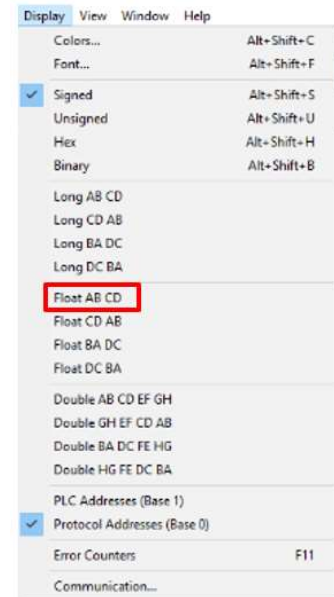 Display View Window Help
Colors... Alt+Shift+C
Font... Alt+Shift+F
Signed Alt+Shift+S
Unsigned Alt+Shift+U
Hex Alt+Shift+H
Binary Alt+Shift+B
Long AB CD
Long CD AB
Long BA DC
Long DC BA
Float AB CD
Float CD AB
Float BA DC
Float DC BA
Double AB CD EF GH
Double GH EF CD AB
Double BA DC FE HG
Double HG FE DC BA
PLC Addresses (Base 1)
Protocol Addresses (Base 0)
Error Counters F11
Communication...